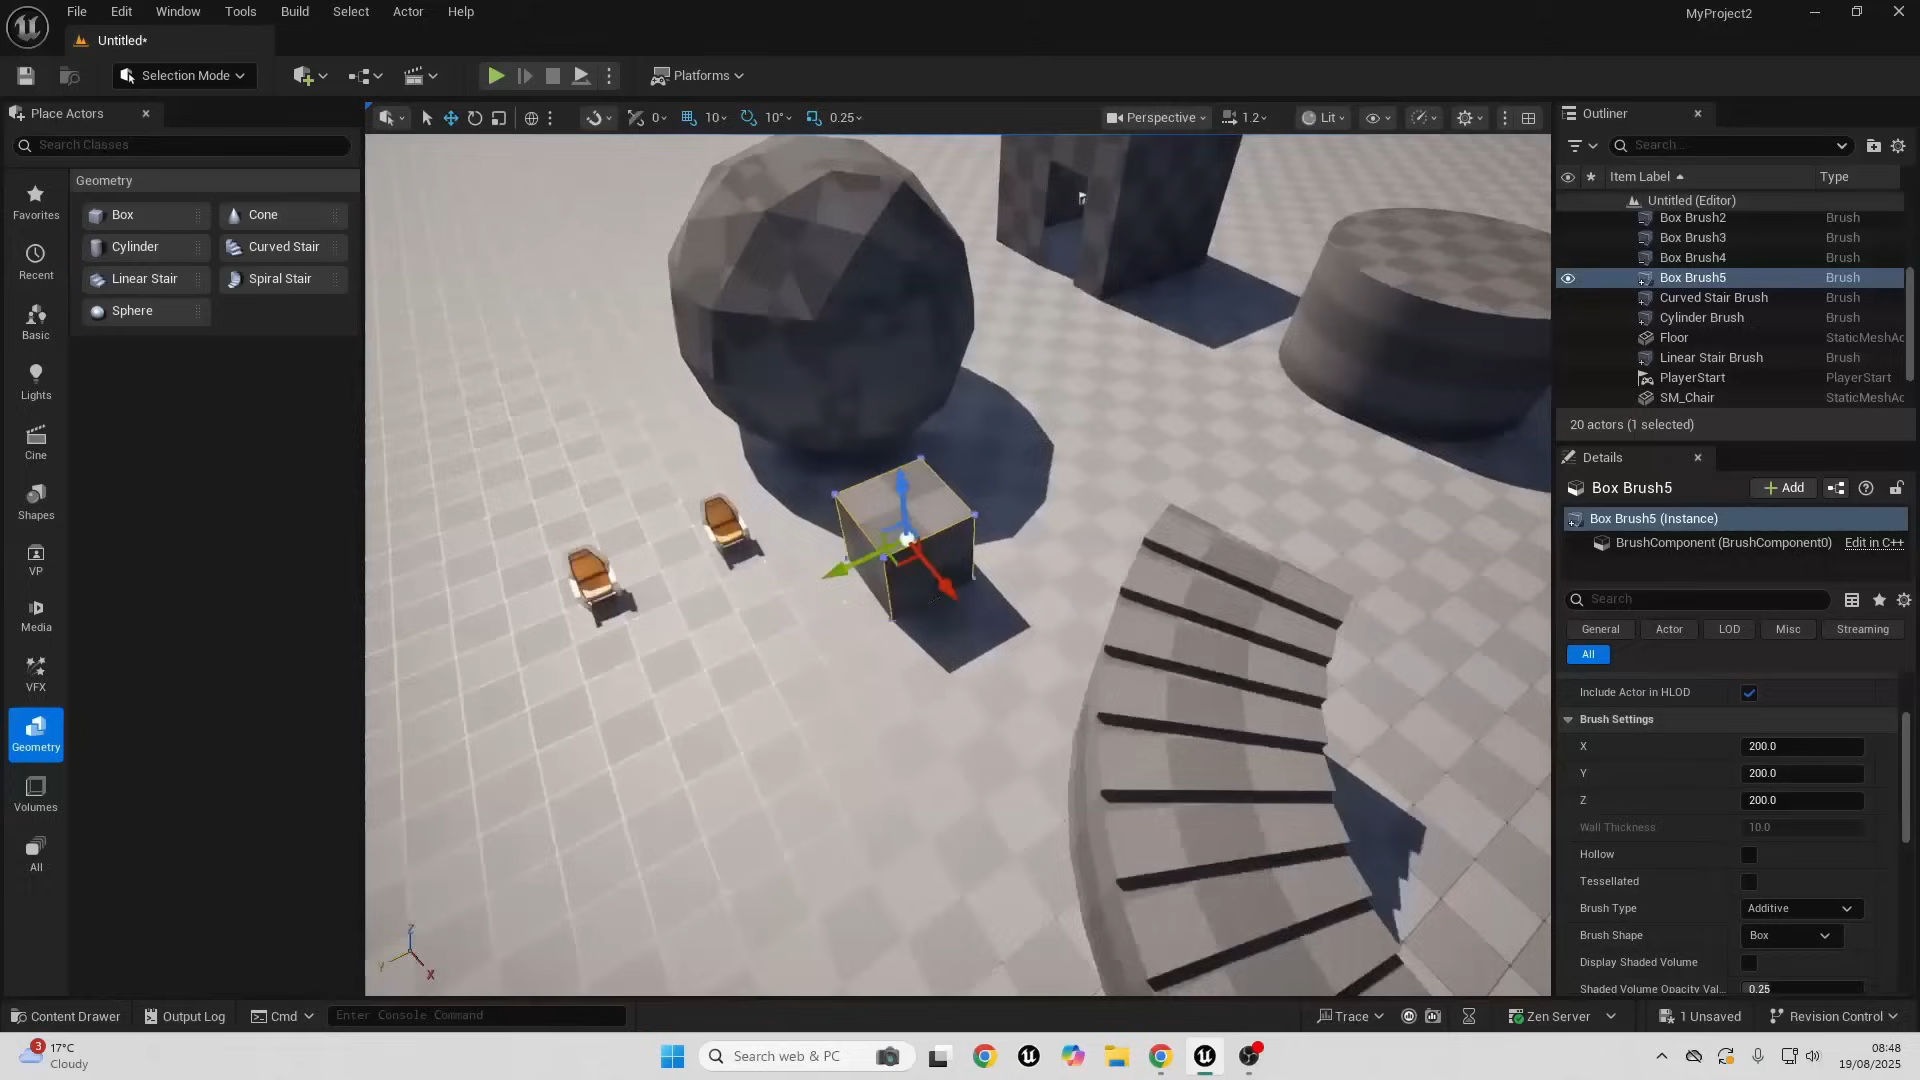 File Edit Window Tools Build Select Actor Help
MyProject2
Untitled*
Selection Mode
Platforms
Place Actors
Search Classes
Favorites
Recent
Basic
Lights
Cine
Shapes
VP
Media
VFX
Geometry
Volumes
All
Geometry
Box
Cone
Cylinder
Curved Stair
Linear Stair
Spiral Stair
Sphere
0
10
10°
0.25
Perspective
1.2
Lit
Z
Y
X
Outliner
Search...
Item Label
Type
Untitled (Editor)
Box Brush2 Brush
Box Brush3 Brush
Box Brush4 Brush
Box Brush5 Brush
Curved Stair Brush Brush
Cylinder Brush Brush
Floor StaticMeshAc
Linear Stair Brush Brush
PlayerStart PlayerStart
SM_Chair StaticMeshAc
20 actors (1 selected)
Details
Box Brush5
Add
Box Brush5 (Instance)
BrushComponent (BrushComponent0) Edit in C++
Search
General Actor LOD Misc Streaming
All
Include Actor in HLOD
Brush Settings
X 200.0
Y 200.0
Z 200.0
Wall Thickness 10.0
Hollow
Tessellated
Brush Type Additive
Brush Shape Box
Display Shaded Volume
Shaded Volume Opacity Val... 0.25
Content Drawer
Output Log
Cmd
Enter Console Command
Trace
Zen Server
1 Unsaved
Revision Control
3
17°C
Cloudy
Search web & PC
08:48
19/08/2025